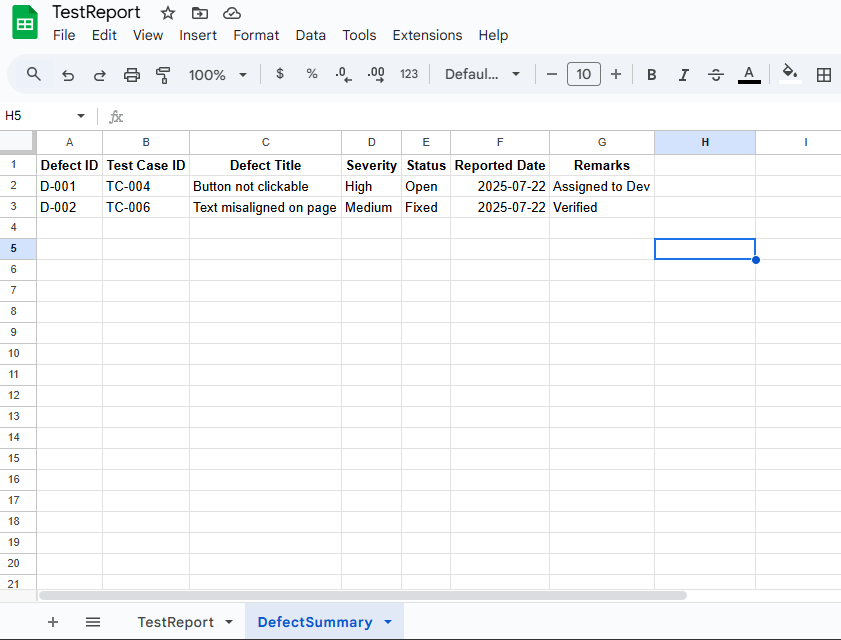 TestReport
File Edit View Insert Format Data Tools Extensions Help
100% $ % .0 .00 123 Defaul... 10 B I S A
H5 fx
A B C D E F G H I
1 Defect ID Test Case ID Defect Title Severity Status Reported Date Remarks
2 D-001 TC-004 Button not clickable High Open 2025-07-22 Assigned to Dev
3 D-002 TC-006 Text misaligned on page Medium Fixed 2025-07-22 Verified
4
5
6
7
8
9
10
11
12
13
14
15
16
17
18
19
20
21
TestReport DefectSummary